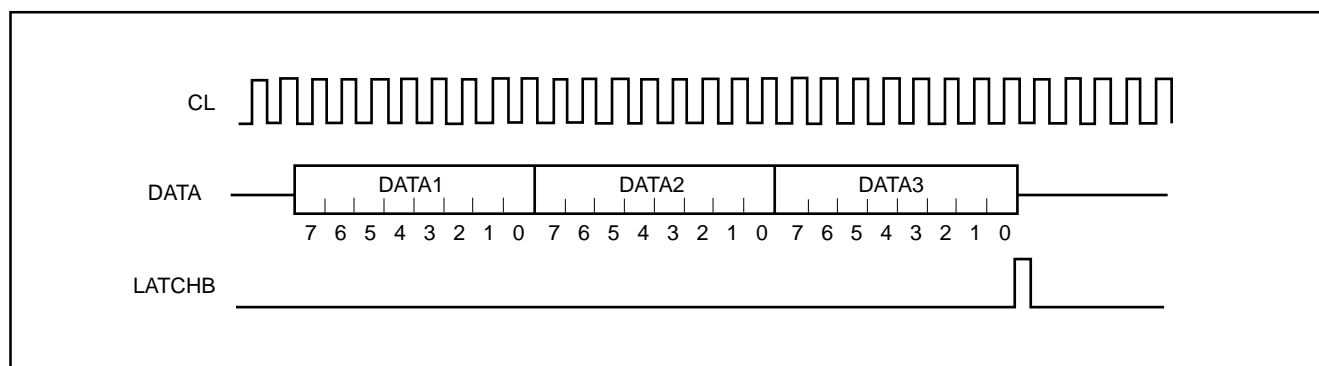 CL
DATA
DATA1 DATA2 DATA3
7 6 5 4 3 2 1 0 7 6 5 4 3 2 1 0 7 6 5 4 3 2 1 0
LATCHB